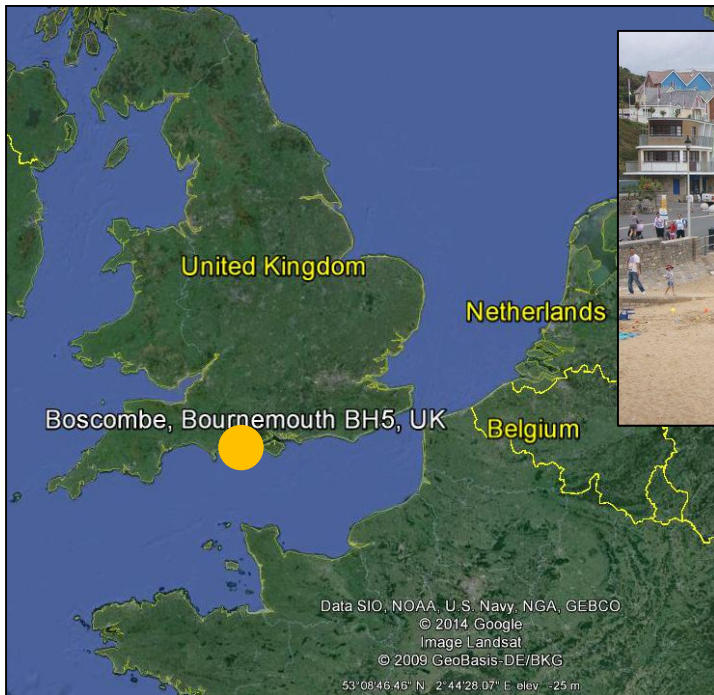 United Kingdom
Netherlands
Boscombe, Bournemouth BH5, UK
Belgium
Data SIO, NOAA, U.S. Navy, NGA, GEBCO
© 2014 Google
Image Landsat
© 2009 GeoBasis-DE/BKG
53°08'46.46" N 2°44'28.07" E elev -25 m